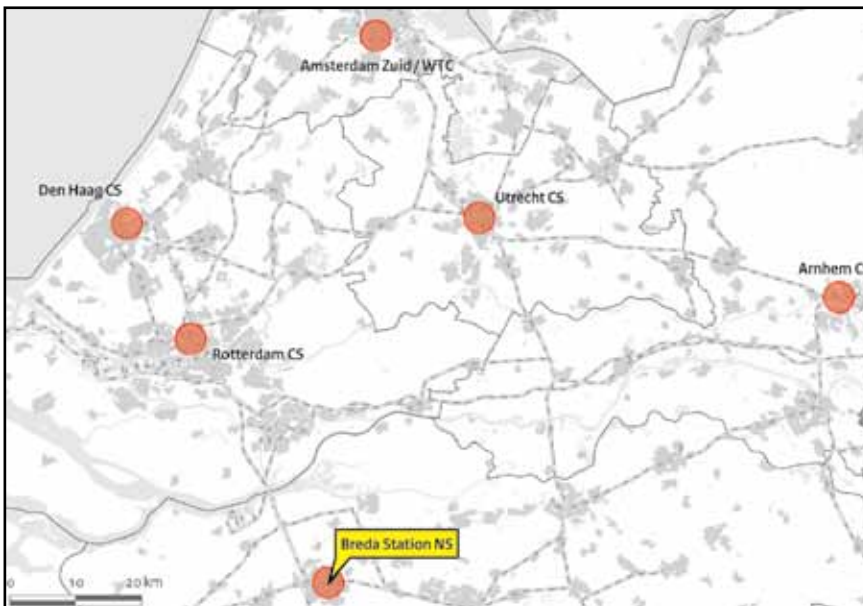 Amsterdam Zuid / WTC
Den Haag CS
Utrecht CS
Arnhem C
Rotterdam CS
Breda Station NS
0 10 20 km